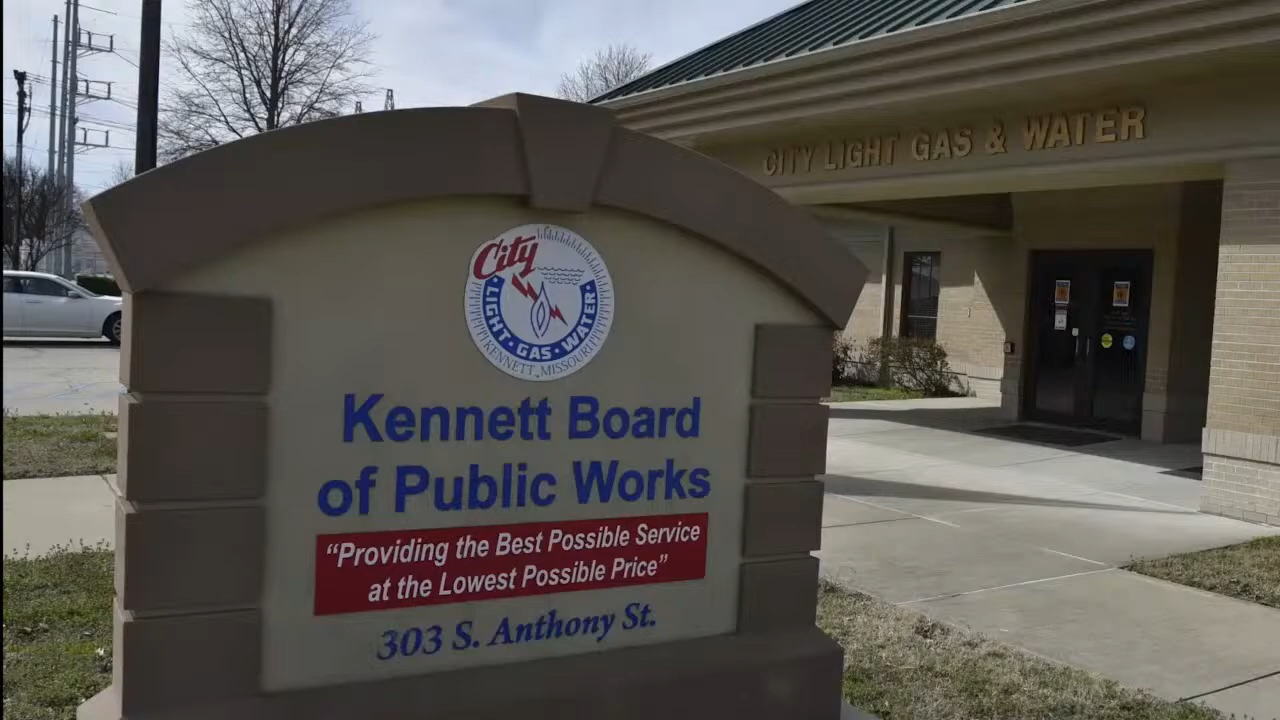 CITY LIGHT GAS & WATER
City
LIGHT · GAS · WATER
KENNETT, MISSOURI
Kennett Board
of Public Works
“Providing the Best Possible Service
at the Lowest Possible Price”
303 S. Anthony St.